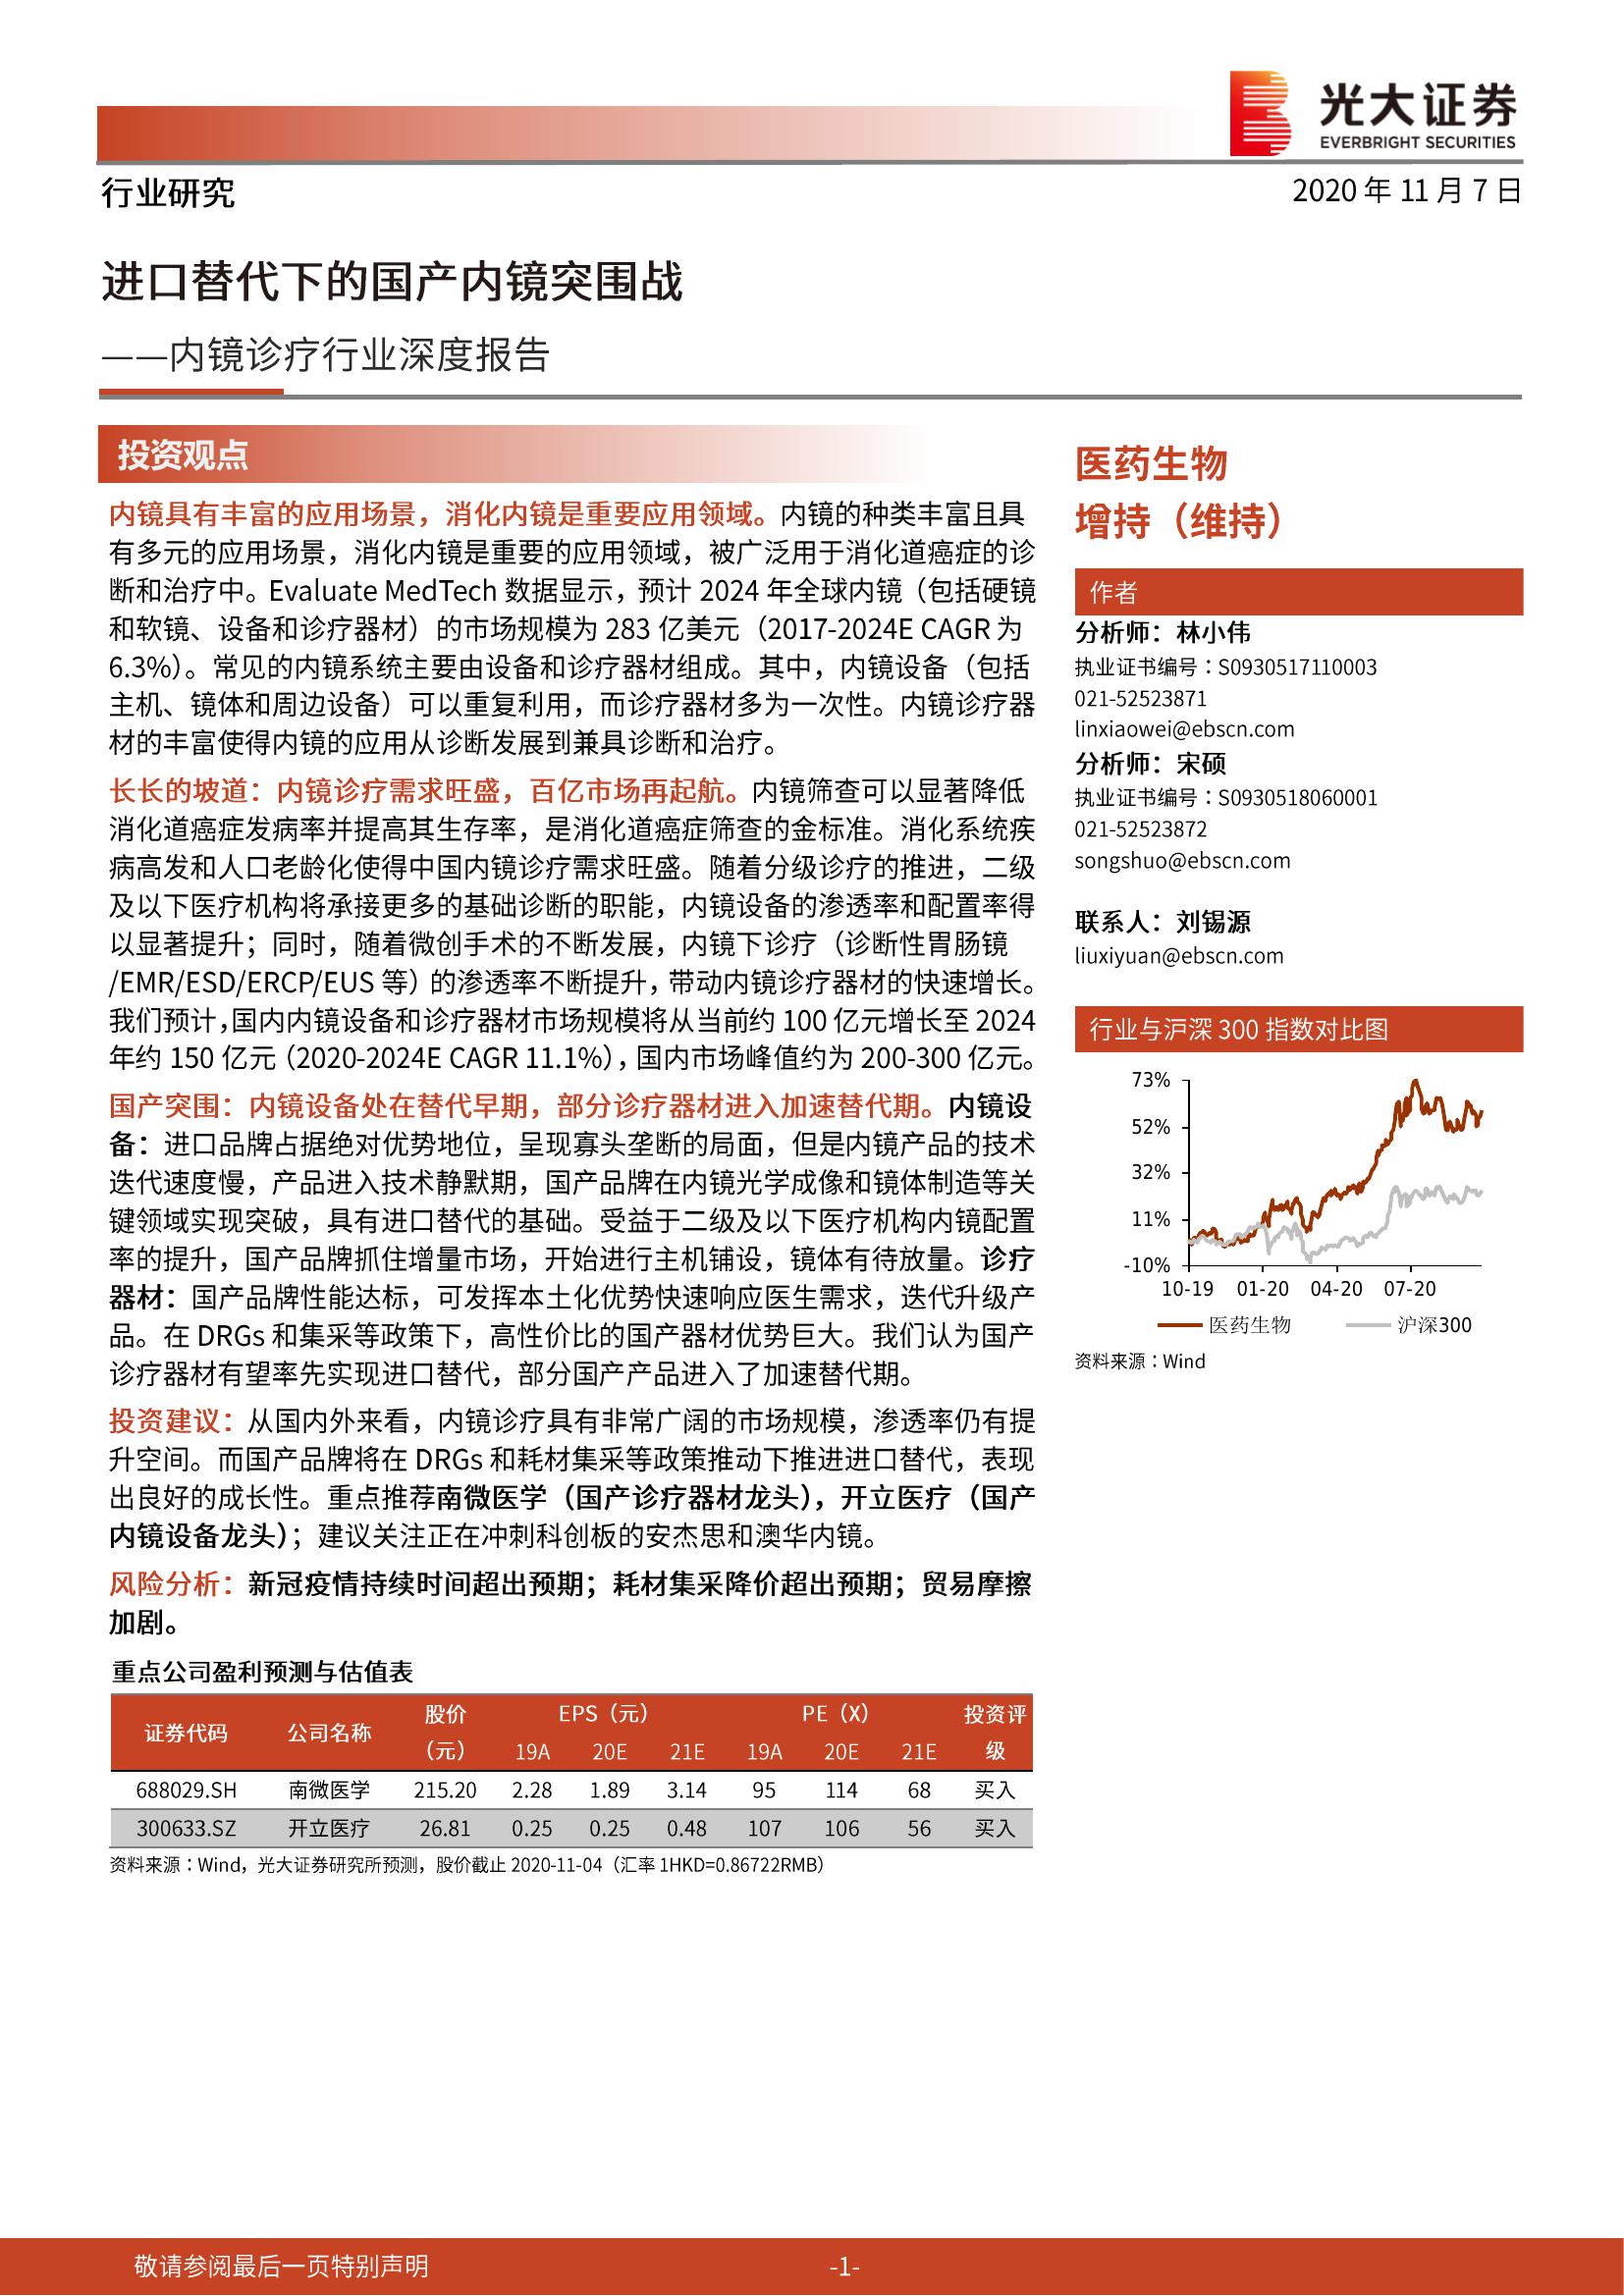 光大证券
EVERBRIGHT SECURITIES
行业研究
2020 年 11 月 7 日
进口替代下的国产内镜突围战
——内镜诊疗行业深度报告
投资观点
内镜具有丰富的应用场景，消化内镜是重要应用领域。内镜的种类丰富且具
有多元的应用场景，消化内镜是重要的应用领域，被广泛用于消化道癌症的诊
断和治疗中。Evaluate MedTech 数据显示，预计 2024 年全球内镜（包括硬镜
和软镜、设备和诊疗器材）的市场规模为 283 亿美元（2017-2024E CAGR 为
6.3%）。常见的内镜系统主要由设备和诊疗器材组成。其中，内镜设备（包括
主机、镜体和周边设备）可以重复利用，而诊疗器材多为一次性。内镜诊疗器
材的丰富使得内镜的应用从诊断发展到兼具诊断和治疗。
长长的坡道：内镜诊疗需求旺盛，百亿市场再起航。内镜筛查可以显著降低
消化道癌症发病率并提高其生存率，是消化道癌症筛查的金标准。消化系统疾
病高发和人口老龄化使得中国内镜诊疗需求旺盛。随着分级诊疗的推进，二级
及以下医疗机构将承接更多的基础诊断的职能，内镜设备的渗透率和配置率得
以显著提升；同时，随着微创手术的不断发展，内镜下诊疗（诊断性胃肠镜
/EMR/ESD/ERCP/EUS 等）的渗透率不断提升，带动内镜诊疗器材的快速增长。
我们预计，国内内镜设备和诊疗器材市场规模将从当前约 100 亿元增长至 2024
年约 150 亿元（2020-2024E CAGR 11.1%），国内市场峰值约为 200-300 亿元。
国产突围：内镜设备处在替代早期，部分诊疗器材进入加速替代期。内镜设
备：进口品牌占据绝对优势地位，呈现寡头垄断的局面，但是内镜产品的技术
迭代速度慢，产品进入技术静默期，国产品牌在内镜光学成像和镜体制造等关
键领域实现突破，具有进口替代的基础。受益于二级及以下医疗机构内镜配置
率的提升，国产品牌抓住增量市场，开始进行主机铺设，镜体有待放量。诊疗
器材：国产品牌性能达标，可发挥本土化优势快速响应医生需求，迭代升级产
品。在 DRGs 和集采等政策下，高性价比的国产器材优势巨大。我们认为国产
诊疗器材有望率先实现进口替代，部分国产产品进入了加速替代期。
投资建议：从国内外来看，内镜诊疗具有非常广阔的市场规模，渗透率仍有提
升空间。而国产品牌将在 DRGs 和耗材集采等政策推动下推进进口替代，表现
出良好的成长性。重点推荐南微医学（国产诊疗器材龙头），开立医疗（国产
内镜设备龙头）；建议关注正在冲刺科创板的安杰思和澳华内镜。
风险分析：新冠疫情持续时间超出预期；耗材集采降价超出预期；贸易摩擦
加剧。
重点公司盈利预测与估值表
证券代码 公司名称 股价（元） EPS（元） PE（X） 投资评级
19A 20E 21E 19A 20E 21E
688029.SH 南微医学 215.20 2.28 1.89 3.14 95 114 68 买入
300633.SZ 开立医疗 26.81 0.25 0.25 0.48 107 106 56 买入
资料来源：Wind，光大证券研究所预测，股价截止 2020-11-04（汇率 1HKD=0.86722RMB）
医药生物
增持（维持）
作者
分析师：林小伟
执业证书编号：S0930517110003
021-52523871
linxiaowei@ebscn.com
分析师：宋硕
执业证书编号：S0930518060001
021-52523872
songshuo@ebscn.com
联系人：刘锡源
liuxiyuan@ebscn.com
行业与沪深 300 指数对比图
73%
52%
32%
11%
-10%
10-19 01-20 04-20 07-20
医药生物 沪深300
资料来源：Wind
敬请参阅最后一页特别声明
-1-